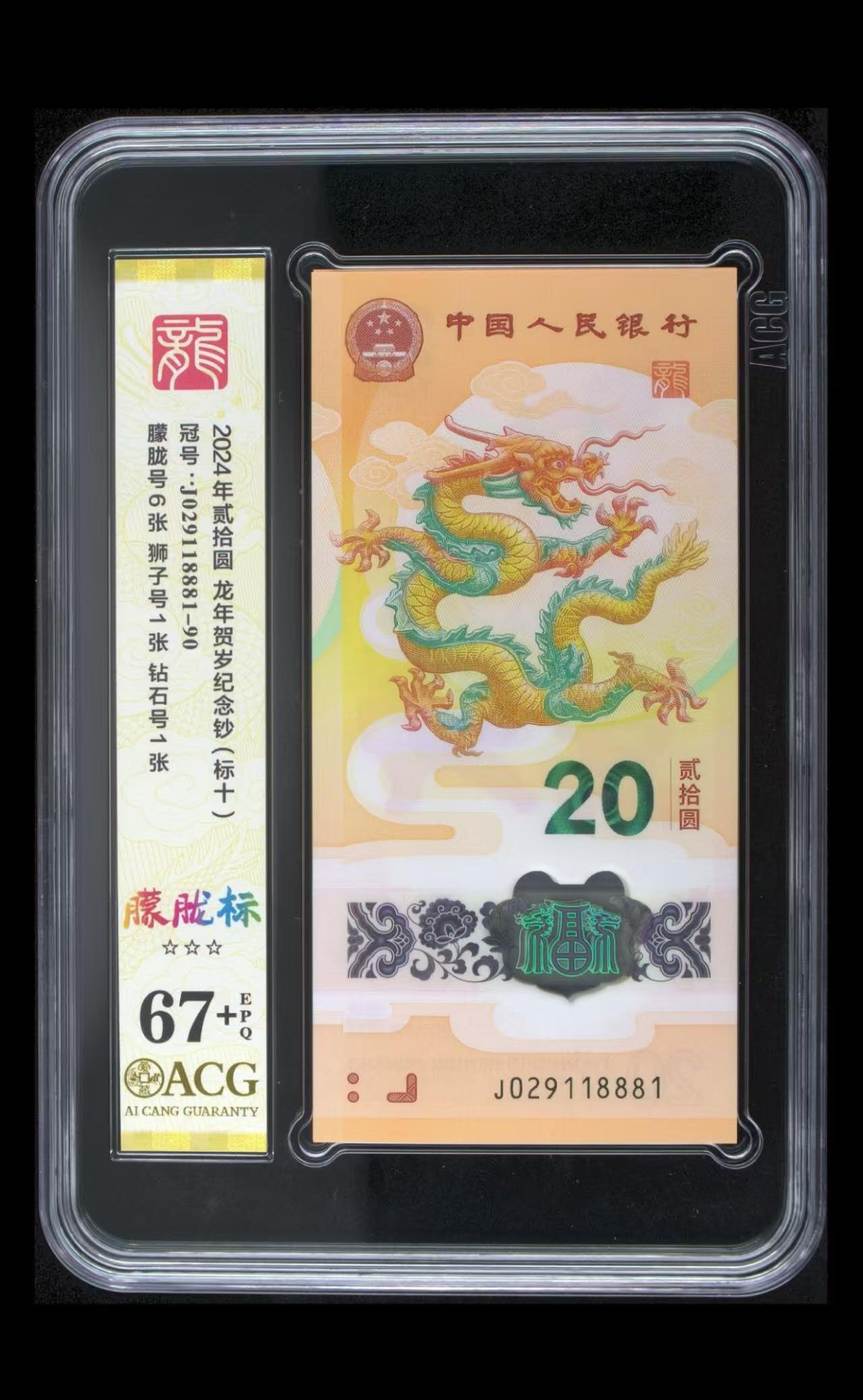 龍
2024年贰拾圆 龙年贺岁纪念钞(标十)
冠号:J029118881-90
朦胧号6张 狮子号1张 钻石号1张
朦胧标
☆☆☆
67+EPQ
ACG
AI CANG GUARANTY
中国人民银行
龍
20
贰拾圆
福
J029118881
ACG